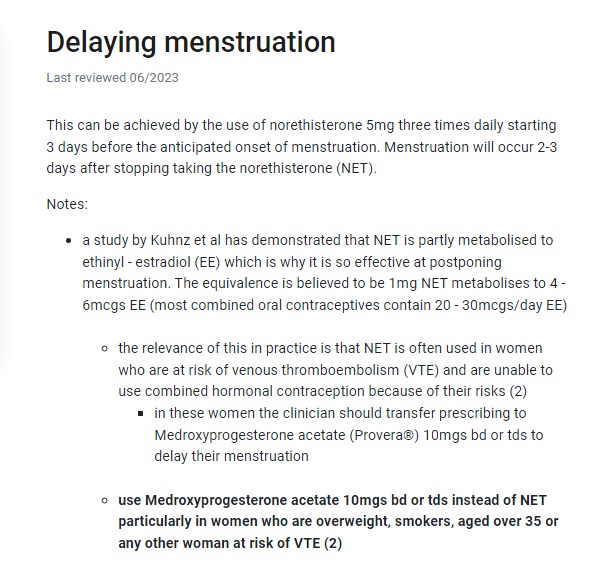 Delaying menstruation
Last reviewed 06/2023
This can be achieved by the use of norethisterone 5mg three times daily starting
3 days before the anticipated onset of menstruation. Menstruation will occur 2-3
days after stopping taking the norethisterone (NET).
Notes:
• a study by Kuhnz et al has demonstrated that NET is partly metabolised to
ethinyl - estradiol (EE) which is why it is so effective at postponing
menstruation. The equivalence is believed to be 1mg NET metabolises to 4 -
6mcgs EE (most combined oral contraceptives contain 20 - 30mcgs/day EE)
◦ the relevance of this in practice is that NET is often used in women
who are at risk of venous thromboembolism (VTE) and are unable to
use combined hormonal contraception because of their risks (2)
▪ in these women the clinician should transfer prescribing to
Medroxyprogesterone acetate (Provera®) 10mgs bd or tds to
delay their menstruation
◦ use Medroxyprogesterone acetate 10mgs bd or tds instead of NET
particularly in women who are overweight, smokers, aged over 35 or
any other woman at risk of VTE (2)